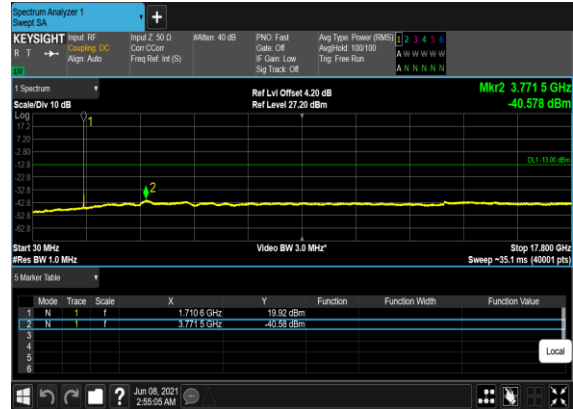 Spectrum Analyzer 1
Swept SA
+
KEYSIGHT Input: RF Input Z: 50 Ω #Atten: 40 dB PNO: Fast Avg Type: Power (RMS) 1 2 3 4 5 6
R T Coupling: DC Corr CCorr Gate: Off Avg|Hold: 100/100 A W W W W W
Align: Auto Freq Ref: Int (S) IF Gain: Low Trig: Free Run
Sig Track: Off A N N N N N
1 Spectrum
Ref Lvl Offset 4.20 dB Mkr2 3.771 5 GHz
Scale/Div 10 dB Ref Level 27.20 dBm -40.578 dBm
Log
17.2
7.20
-2.80
-12.8
-22.8
-32.8
-42.8
-52.8
-62.8
1
2
DL1 -13.00 dBm
Start 30 MHz Video BW 3.0 MHz* Stop 17.800 GHz
#Res BW 1.0 MHz Sweep ~35.1 ms (40001 pts)
5 Marker Table
Mode Trace Scale X Y Function Function Width Function Value
1 N 1 f 1.710 6 GHz 19.92 dBm
2 N 1 f 3.771 5 GHz -40.58 dBm
3
4
5
6
Local
? Jun 08, 2021
2:55:05 AM